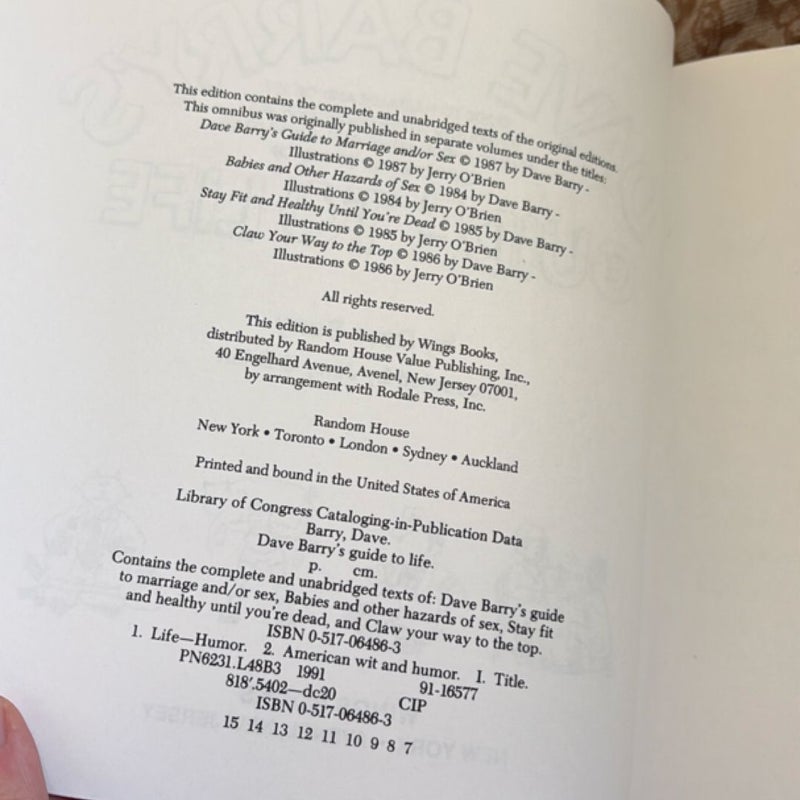 This edition contains the complete and unabridged texts of the original editions.
This omnibus was originally published in separate volumes under the titles:
Dave Barry's Guide to Marriage and/or Sex © 1987 by Dave Barry -
Illustrations © 1987 by Jerry O'Brien
Babies and Other Hazards of Sex © 1984 by Dave Barry -
Illustrations © 1984 by Jerry O'Brien
Stay Fit and Healthy Until You're Dead © 1985 by Dave Barry -
Illustrations © 1985 by Jerry O'Brien
Claw Your Way to the Top © 1986 by Dave Barry -
Illustrations © 1986 by Jerry O'Brien
All rights reserved.
This edition is published by Wings Books,
distributed by Random House Value Publishing, Inc.,
40 Engelhard Avenue, Avenel, New Jersey 07001,
by arrangement with Rodale Press, Inc.
Random House
New York • Toronto • London • Sydney • Auckland
Printed and bound in the United States of America
Library of Congress Cataloging-in-Publication Data
Barry, Dave.
Dave Barry's guide to life.
p. cm.
Contains the complete and unabridged texts of: Dave Barry's guide
to marriage and/or sex, Babies and other hazards of sex, Stay fit
and healthy until you're dead, and Claw your way to the top.
ISBN 0-517-06486-3
1. Life—Humor. 2. American wit and humor. I. Title.
PN6231.L48B3 1991 91-16577
818'.5402—dc20 CIP
ISBN 0-517-06486-3
15 14 13 12 11 10 9 8 7